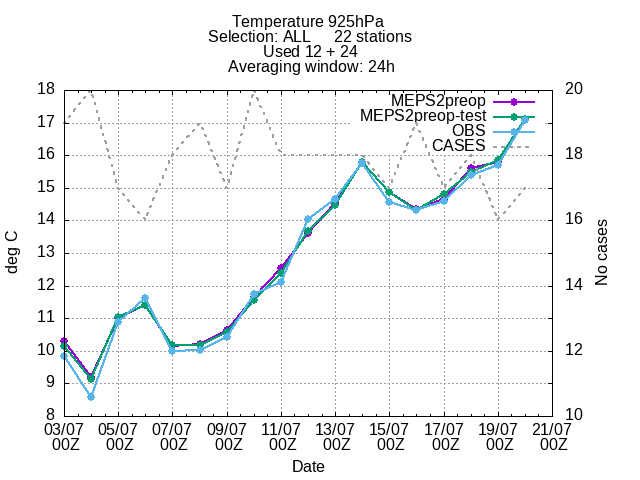 Temperature 925hPa
Selection: ALL 22 stations
Used 12 + 24
Averaging window: 24h
MEPS2preop
MEPS2preop-test
OBS
CASES
deg C
18
17
16
15
14
13
12
11
10
9
8
No cases
20
18
16
14
12
10
03/07 05/07 07/07 09/07 11/07 13/07 15/07 17/07 19/07 21/07
00Z 00Z 00Z 00Z 00Z 00Z 00Z 00Z 00Z 00Z
Date